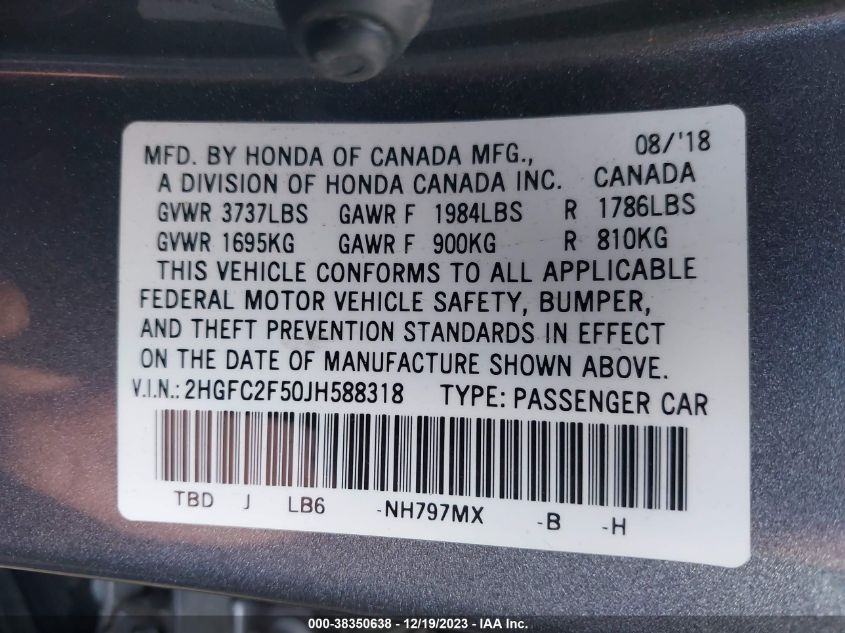 MFD. BY HONDA OF CANADA MFG., 08/'18
A DIVISION OF HONDA CANADA INC. CANADA
GVWR 3737LBS GAWR F 1984LBS R 1786LBS
GVWR 1695KG GAWR F 900KG R 810KG
THIS VEHICLE CONFORMS TO ALL APPLICABLE
FEDERAL MOTOR VEHICLE SAFETY, BUMPER,
AND THEFT PREVENTION STANDARDS IN EFFECT
ON THE DATE OF MANUFACTURE SHOWN ABOVE.
V.I.N.: 2HGFC2F50JH588318 TYPE: PASSENGER CAR
TBD J LB6 -NH797MX -B -H
000-38350638 - 12/19/2023 - IAA Inc.